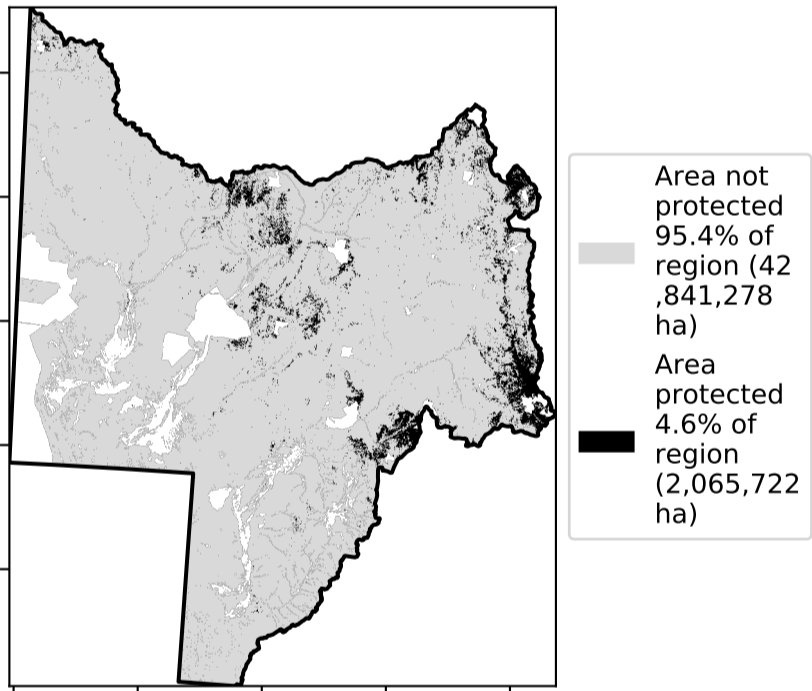 Area not
protected
95.4% of
region (42
,841,278
ha)
Area
protected
4.6% of
region
(2,065,722
ha)